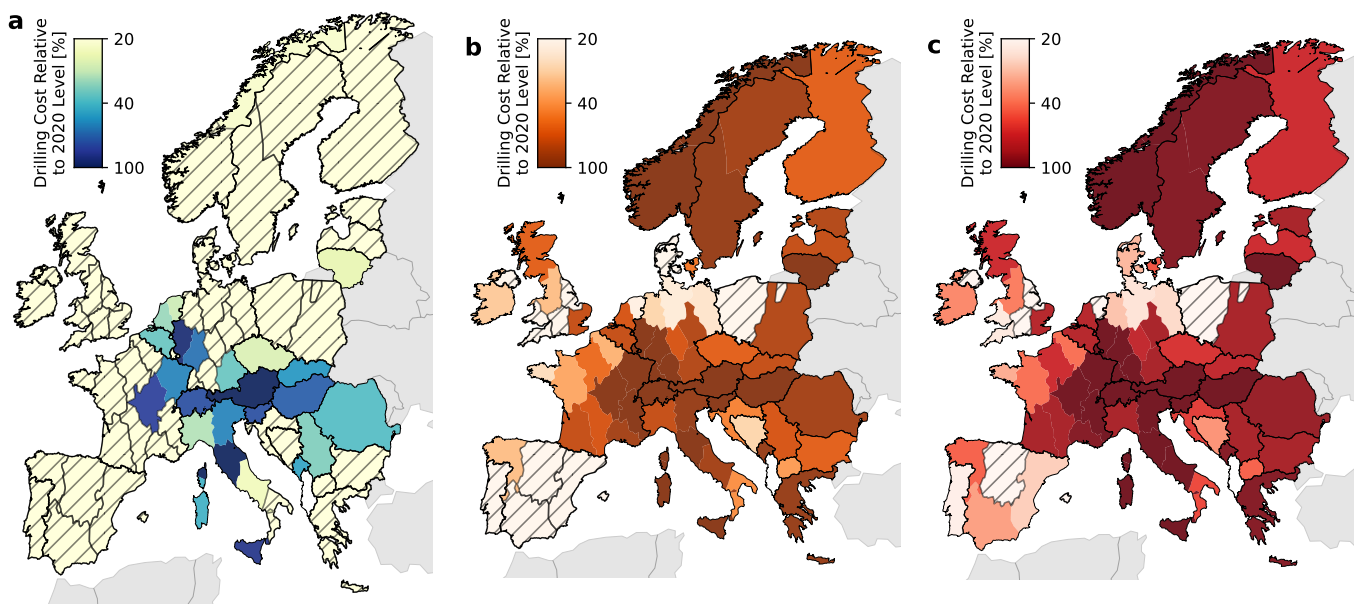 a
Drilling Cost Relative
to 2020 Level [%]
20
40
100
b
Drilling Cost Relative
to 2020 Level [%]
20
40
100
c
Drilling Cost Relative
to 2020 Level [%]
20
40
100